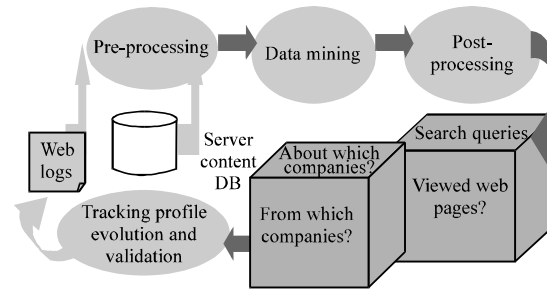 Pre-processing
Data mining
Post-
processing
Web
logs
Server
content
DB
About which
companies?
From which
companies?
Search queries
Viewed web
pages?
Tracking profile
evolution and
validation